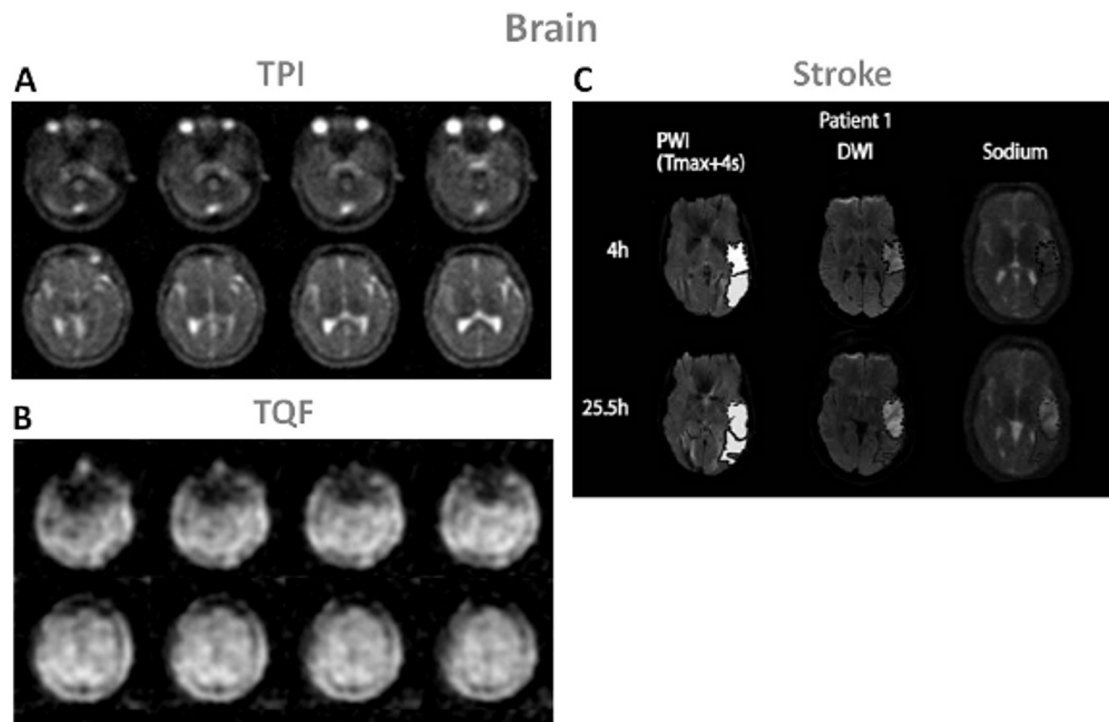 Brain
A
TPI
B
TQF
C
Stroke
Patient 1
PWI
(Tmax+4s)
DWI
Sodium
4h
25.5h